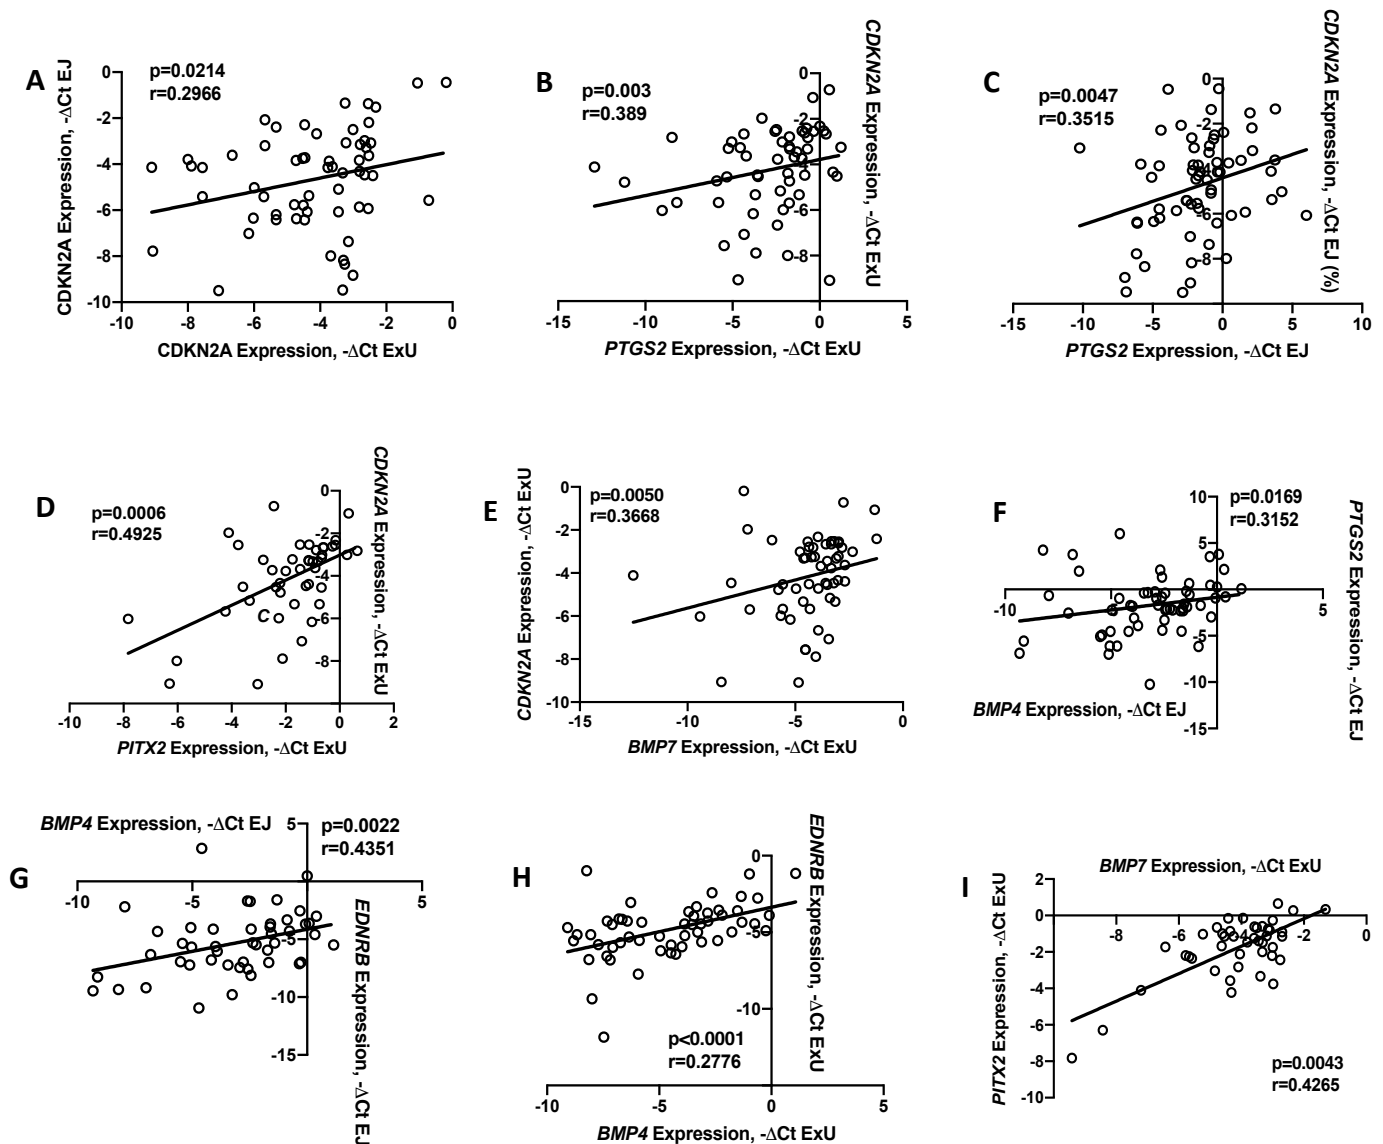 A
p=0.0214
r=0.2966
CDKN2A Expression, -ΔCt EJ
0
-2
-4
-6
-8
-10
-10 -8 -6 -4 -2 0
CDKN2A Expression, -ΔCt ExU
B
p=0.003
r=0.389
CDKN2A Expression, -ΔCt ExU
0
-2
-4
-6
-8
-15 -10 -5 0 5
PTGS2 Expression, -ΔCt ExU
C
p=0.0047
r=0.3515
CDKN2A Expression, -ΔCt EJ (%)
0
-2
-4
-6
-8
-15 -10 -5 0 5 10
PTGS2 Expression, -ΔCt EJ
D
p=0.0006
r=0.4925
CDKN2A Expression, -ΔCt ExU
0
-2
-4
C
-8
-10 -8 -6 -4 -2 0 2
PITX2 Expression, -ΔCt ExU
E
p=0.0050
r=0.3668
CDKN2A Expression, -ΔCt ExU
0
-2
-4
-6
-8
-10
-15 -10 -5 0
BMP7 Expression, -ΔCt ExU
F
p=0.0169
r=0.3152
PTGS2 Expression, -ΔCt EJ
10
5
-10 5
-5
-10
-15
BMP4 Expression, -ΔCt EJ
G
BMP4 Expression, -ΔCt EJ
p=0.0022
r=0.4351
5
-10 -5 5
-5
-10
-15
EDNRB Expression, -ΔCt EJ
H
EDNRB Expression, -ΔCt ExU
0
-5
-10
p<0.0001
r=0.2776
-10 -5 0 5
BMP4 Expression, -ΔCt ExU
I
BMP7 Expression, -ΔCt ExU
PITX2 Expression, -ΔCt ExU
2
0
-2
-4
-6
-8
-10
-8 -6 -4 -2 0
p=0.0043
r=0.4265